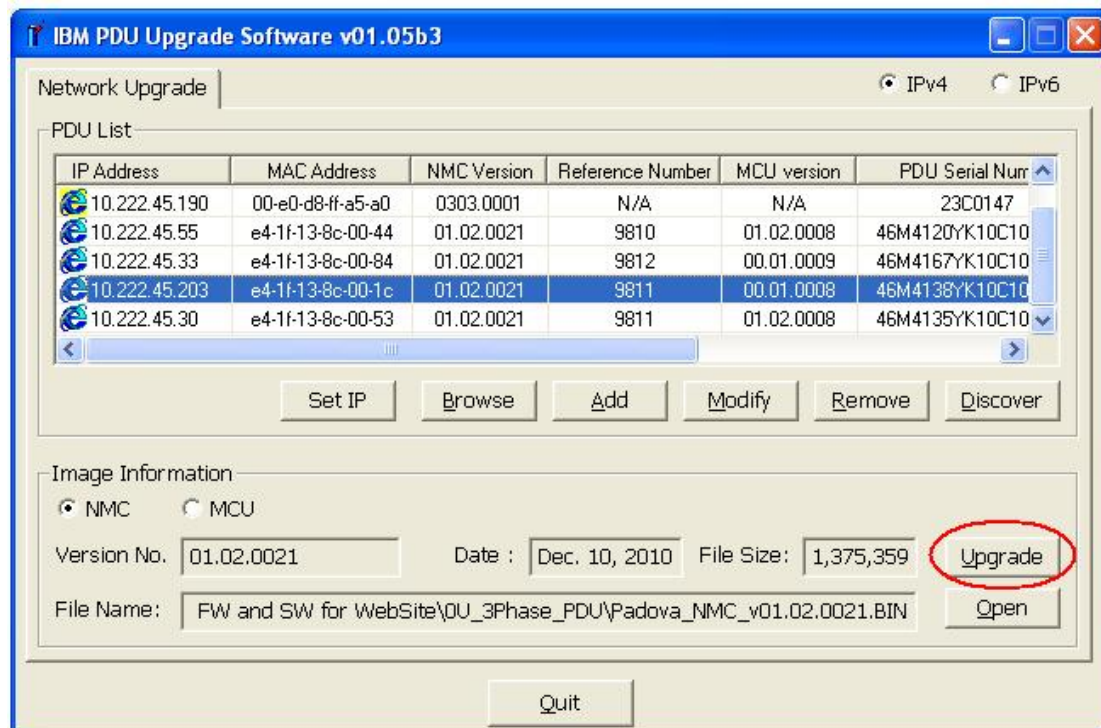 IBM PDU Upgrade Software v01.05b3
Network Upgrade
IPv4 IPv6
PDU List
IP Address MAC Address NMC Version Reference Number MCU version PDU Serial Num
10.222.45.190 00-e0-d8-ff-a5-a0 0303.0001 N/A N/A 23C0147
10.222.45.55 e4-1f-13-8c-00-44 01.02.0021 9810 01.02.0008 46M4120YK10C10
10.222.45.33 e4-1f-13-8c-00-84 01.02.0021 9812 00.01.0009 46M4167YK10C10
10.222.45.203 e4-1f-13-8c-00-1c 01.02.0021 9811 00.01.0008 46M4138YK10C10
10.222.45.30 e4-1f-13-8c-00-53 01.02.0021 9811 01.02.0008 46M4135YK10C10
Set IP Browse Add Modify Remove Discover
Image Information
NMC MCU
Version No. 01.02.0021 Date : Dec. 10, 2010 File Size: 1,375,359 Upgrade
File Name: FW and SW for WebSite\0U_3Phase_PDU\Padova_NMC_v01.02.0021.BIN Open
Quit